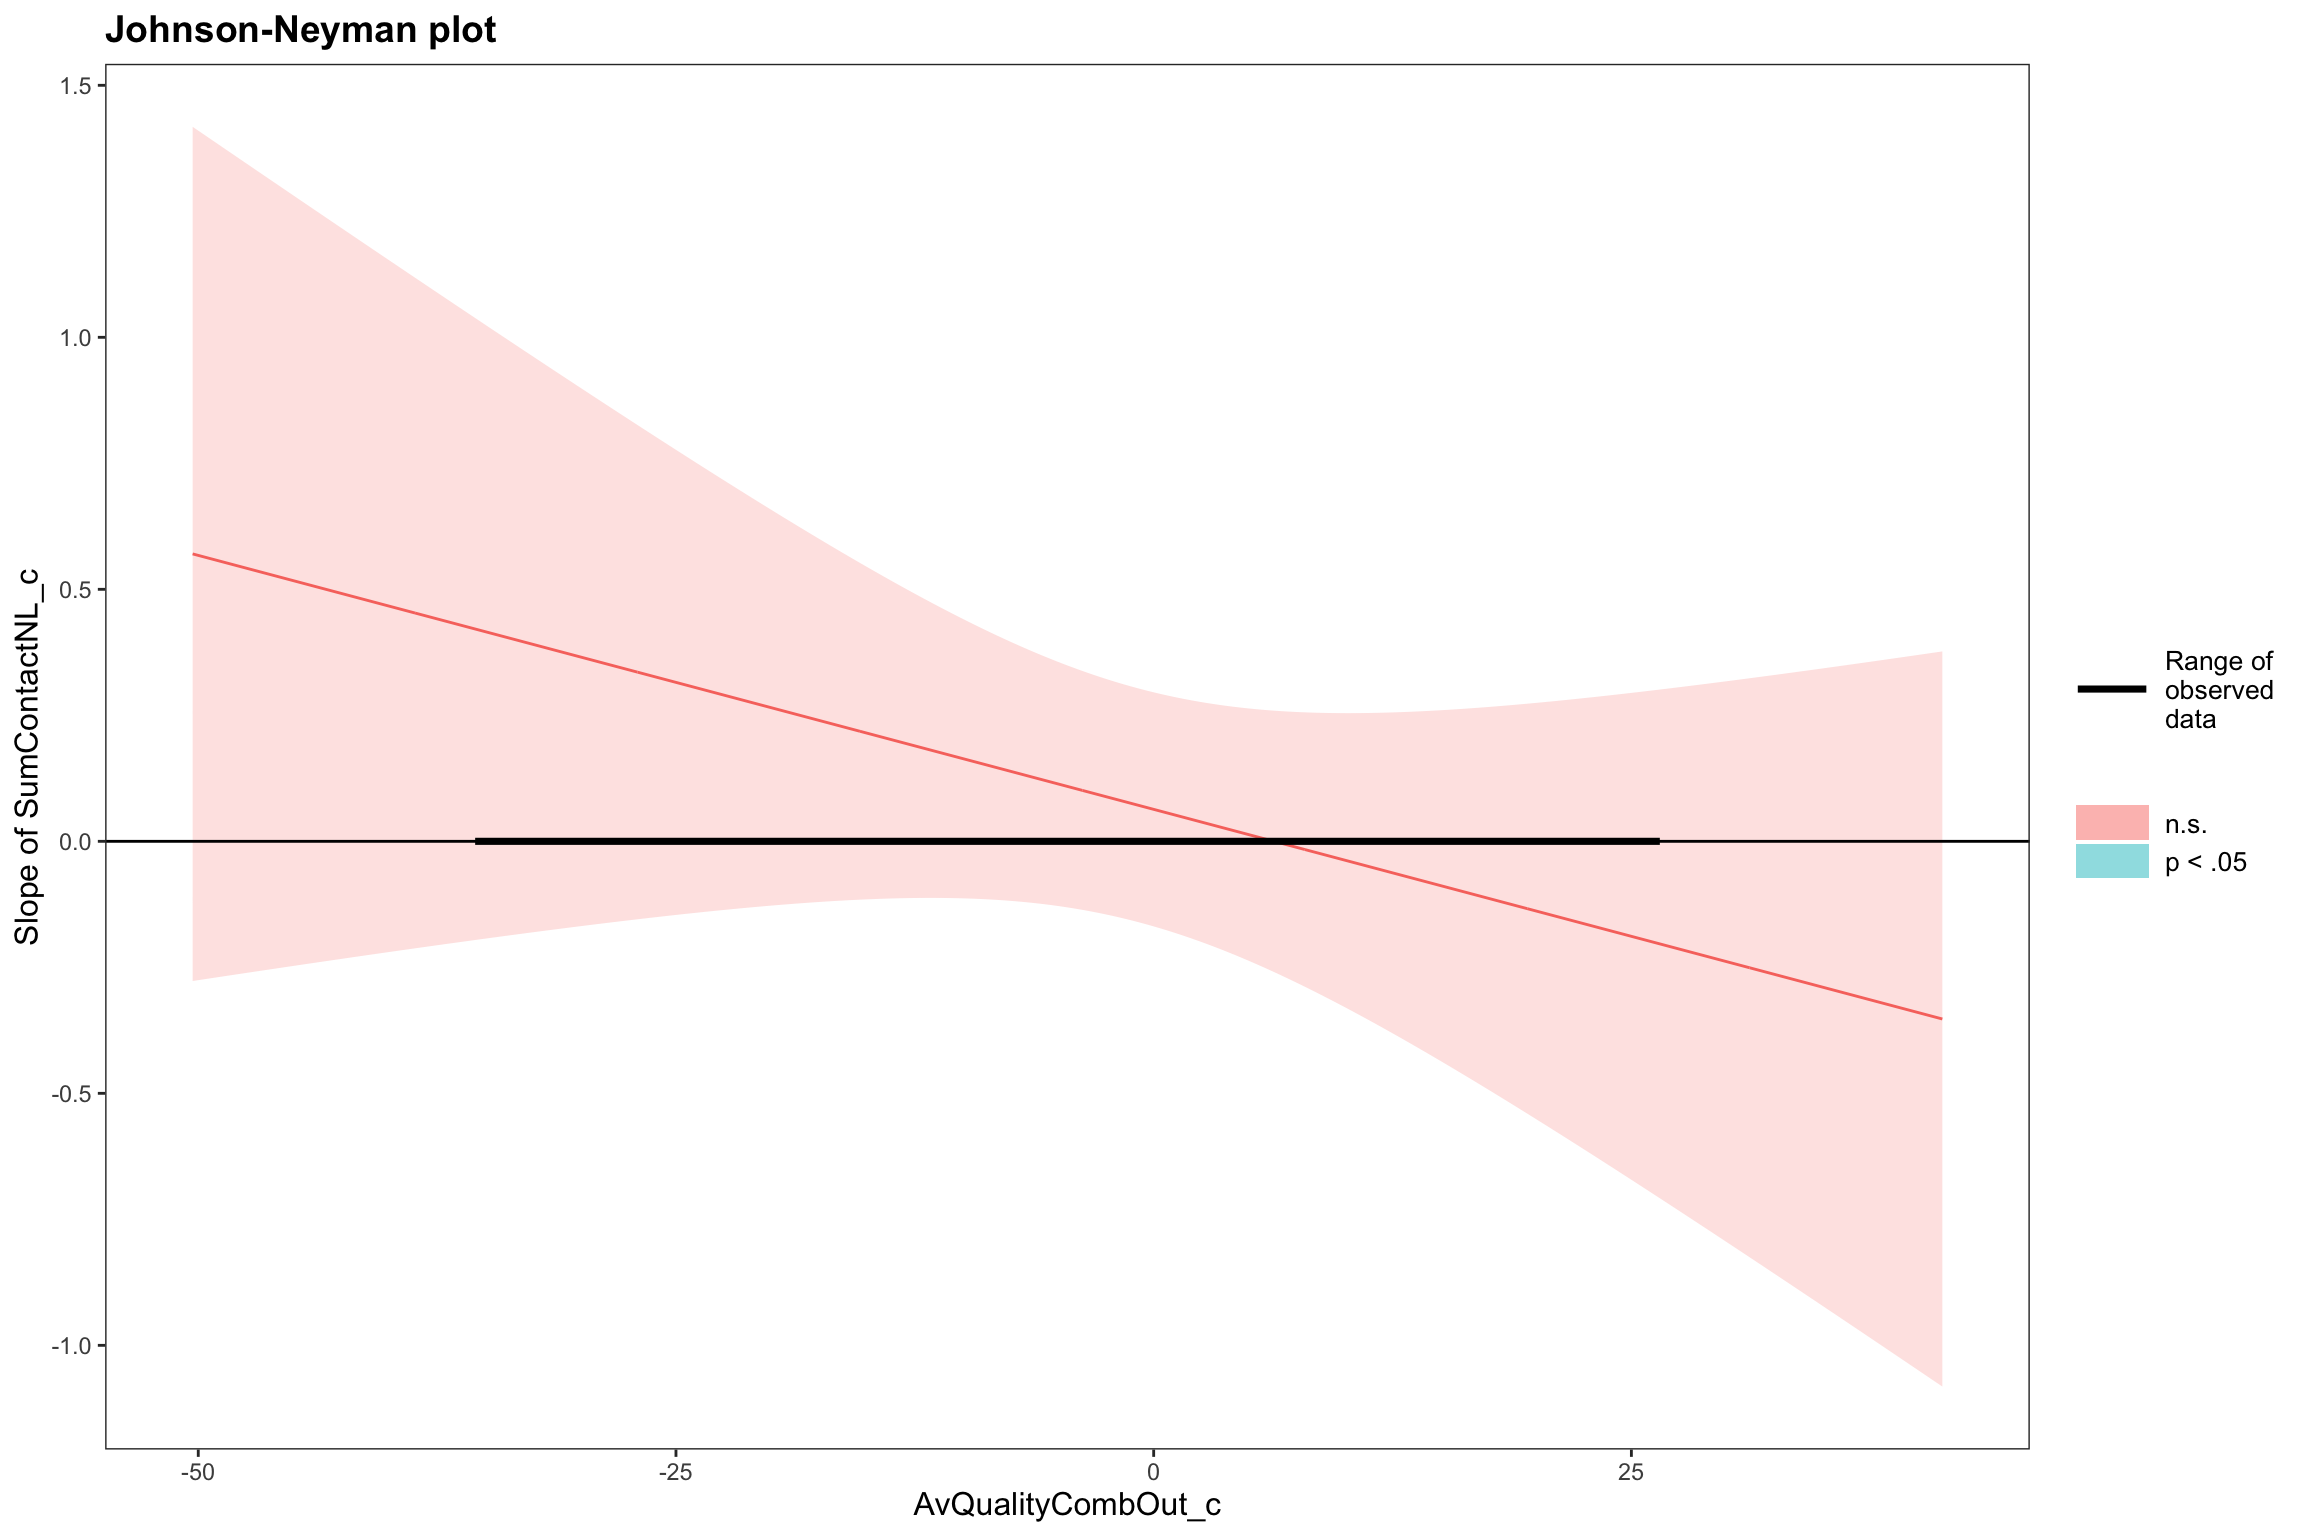 Johnson-Neyman plot
1.5
1.0
0.5
0.0
-0.5
-1.0
Slope of SumContactNL_c
-50
-25
0
25
AvQualityCombOut_c
Range of
observed
data
n.s.
p < .05